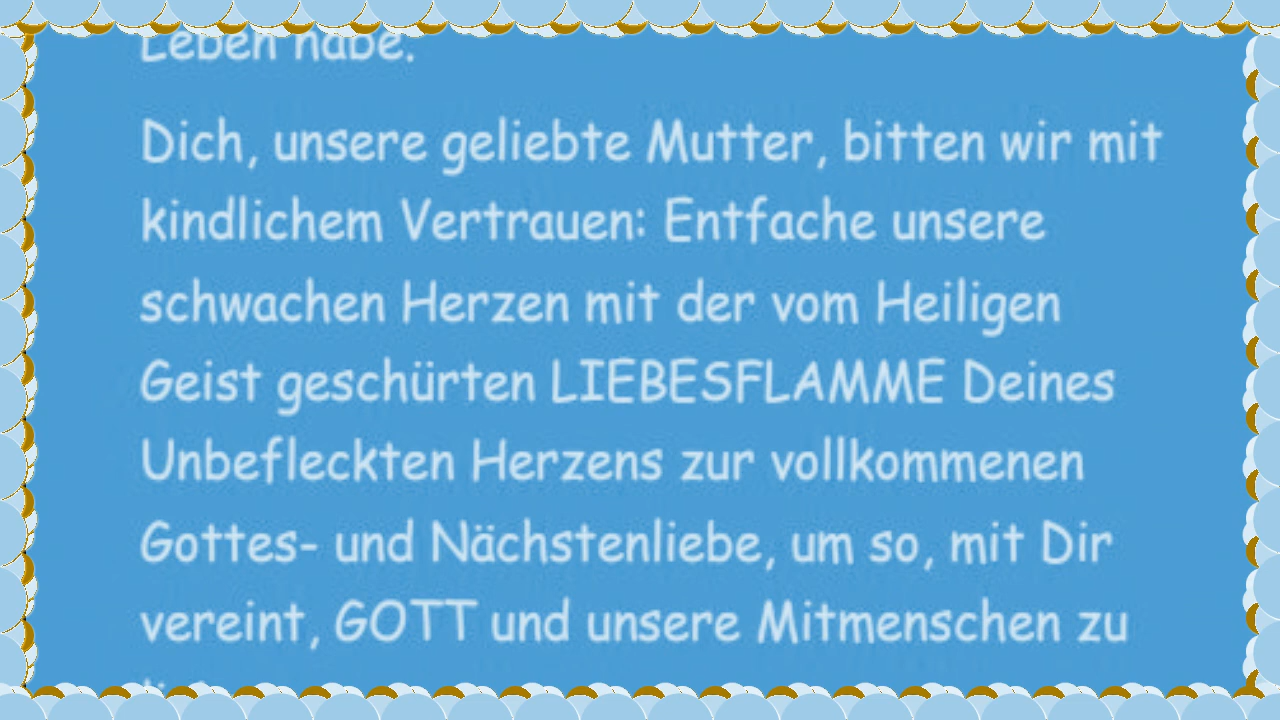 Leben habe.
Dich, unsere geliebte Mutter, bitten wir mit
kindlichem Vertrauen: Entfache unsere
schwachen Herzen mit der vom Heiligen
Geist geschürten LIEBESFLAMME Deines
Unbefleckten Herzens zur vollkommenen
Gottes- und Nächstenliebe, um so, mit Dir
vereint, GOTT und unsere Mitmenschen zu